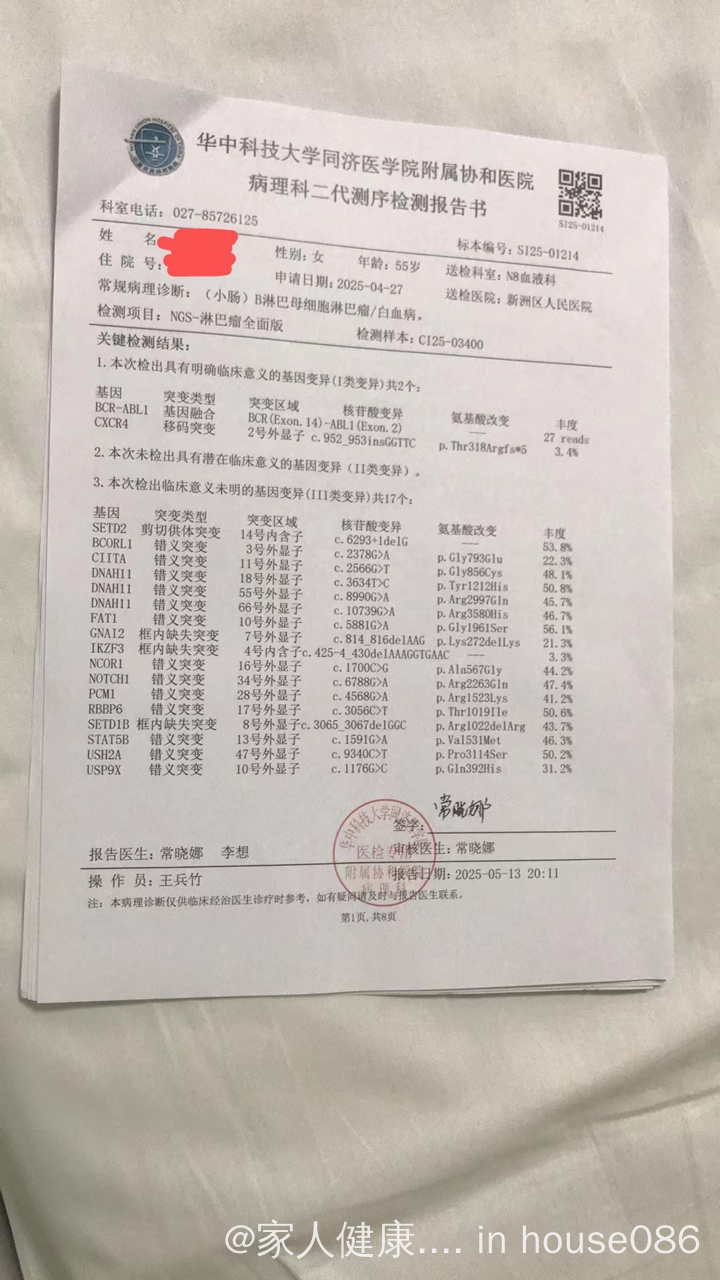 华中科技大学同济医学院附属协和医院
病理科二代测序检测报告书
SI25-01214
科室电话: 027-85726125
标本编号: SI25-01214
姓 名
性别: 女 年龄: 55岁 送检科室: N8血液科
住 院 号:
申请日期: 2025-04-27 送检医院: 新洲区人民医院
常规病理诊断: (小肠) B淋巴母细胞淋巴瘤/白血病。
检测项目: NGS-淋巴瘤全面版 检测样本: CI25-03400
关键检测结果:
1. 本次检出具有明确临床意义的基因变异(I类变异)共2个:
基因 突变类型 突变区域 核苷酸变异 氨基酸改变 丰度
BCR-ABL1 基因融合 BCR(Exon.14)-ABL1(Exon.2) —— 27 reads
CXCR4 移码突变 2号外显子 c.952_953insGGTTC p.Thr318Argfs*5 3.4%
2. 本次未检出具有潜在临床意义的基因变异 (II类变异) 。
3. 本次检出临床意义未明的基因变异(III类变异)共17个:
基因 突变类型 突变区域 核苷酸变异 氨基酸改变 丰度
SETD2 剪切供体突变 14号内含子 c.6293+1delG —— 53.8%
BCORL1 错义突变 3号外显子 c.2378G>A p.Gly793Glu 22.3%
CIITA 错义突变 11号外显子 c.2566G>T p.Gly856Cys 48.1%
DNAH11 错义突变 18号外显子 c.3634T>C p.Tyr1212His 50.8%
DNAH11 错义突变 55号外显子 c.8990G>A p.Arg2997Gln 45.7%
DNAH11 错义突变 66号外显子 c.10739G>A p.Arg3580His 46.7%
FAT1 错义突变 10号外显子 c.5881G>A p.Gly1961Ser 56.1%
GNAI2 框内缺失突变 7号外显子 c.814_816delAAG p.Lys272delLys 21.3%
IKZF3 框内缺失突变 4号内含子c.425-4_430delAAAGGTGAAC —— 3.3%
NCOR1 错义突变 16号外显子 c.1700C>G p.Ala567Gly 44.2%
NOTCH1 错义突变 34号外显子 c.6788G>A p.Arg2263Gln 47.4%
PCM1 错义突变 28号外显子 c.4568G>A p.Arg1523Lys 41.2%
RBBP6 错义突变 17号外显子 c.3056C>T p.Thr1019Ile 50.6%
SETD1B 框内缺失突变 8号外显子c.3065_3067delGGC p.Arg1022delArg 43.7%
STAT5B 错义突变 13号外显子 c.1591G>A p.Val531Met 46.3%
USH2A 错义突变 47号外显子 c.9340C>T p.Pro3114Ser 50.2%
USP9X 错义突变 10号外显子 c.1176G>C p.Gln392His 31.2%
签字: 常晓娜
报告医生: 常晓娜 李想 审核医生: 常晓娜
操 作 员: 王兵竹 报告日期: 2025-05-13 20:11
华中科技大学同济医学院
医检专用
附属协和医院
病理科
注: 本病理诊断仅供临床经治医生诊疗时参考, 如有疑问请及时与报告医生联系。
第1页, 共8页
@家人健康.... in house086